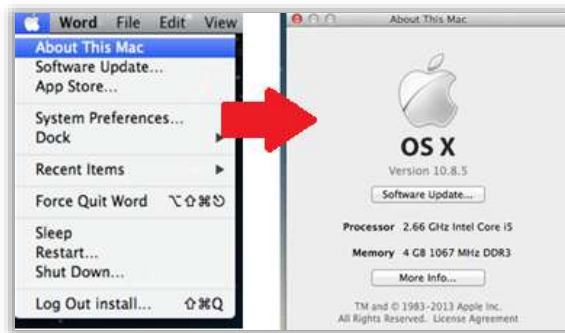 Word File Edit View
About This Mac
Software Update...
App Store...
System Preferences...
Dock
Recent Items
Force Quit Word ⌥⇧⌘⎋
Sleep
Restart...
Shut Down...
Log Out install... ⇧⌘Q
About This Mac
OS X
Version 10.8.5
Software Update...
Processor 2.66 GHz Intel Core i5
Memory 4 GB 1067 MHz DDR3
More Info...
TM and © 1983-2013 Apple Inc.
All Rights Reserved. License Agreement